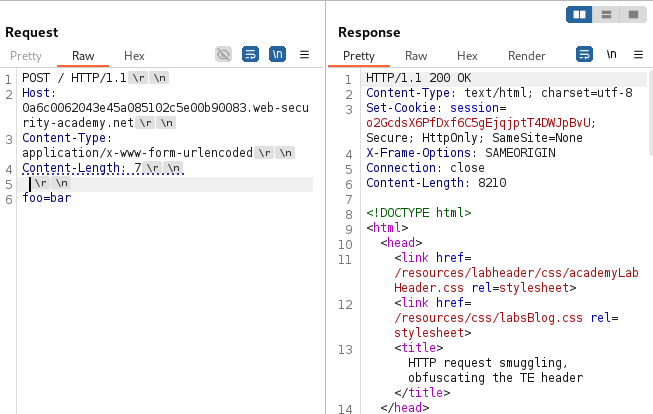 Request
Pretty Raw Hex \n
1 POST / HTTP/1.1 \r \n
2 Host:
0a6c0062043e45a085102c5e00b90083.web-secu
rity-academy.net \r \n
3 Content-Type:
application/x-www-form-urlencoded \r \n
4 Content-Length: 7 \r \n
5 \r \n
6 foo=bar
Response
Pretty Raw Hex Render \n
1 HTTP/1.1 200 OK
2 Content-Type: text/html; charset=utf-8
3 Set-Cookie: session=
o2GcdsX6PfDxf6C5gEjqjptT4DWJpBvU;
Secure; HttpOnly; SameSite=None
4 X-Frame-Options: SAMEORIGIN
5 Connection: close
6 Content-Length: 8210
7
8 <!DOCTYPE html>
9 <html>
10 <head>
11 <link href=
/resources/labheader/css/academyLab
Header.css rel=stylesheet>
12 <link href=
/resources/css/labsBlog.css rel=
stylesheet>
13 <title>
HTTP request smuggling,
obfuscating the TE header
</title>
14 </head>